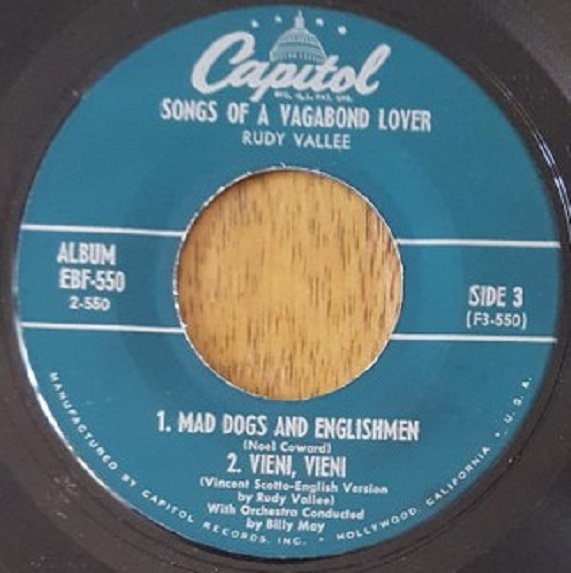 Capitol
SONGS OF A VAGABOND LOVER
RUDY VALLEE
ALBUM
EBF-550
2-550
SIDE 3
(F3-550)
1. MAD DOGS AND ENGLISHMEN
(Noel Coward)
2. VIENI, VIENI
(Vincent Scotto-English Version
by Rudy Vallee)
With Orchestra Conducted
by Billy May
MANUFACTURED BY CAPITOL RECORDS, INC. • HOLLYWOOD, CALIFORNIA • U.S.A.